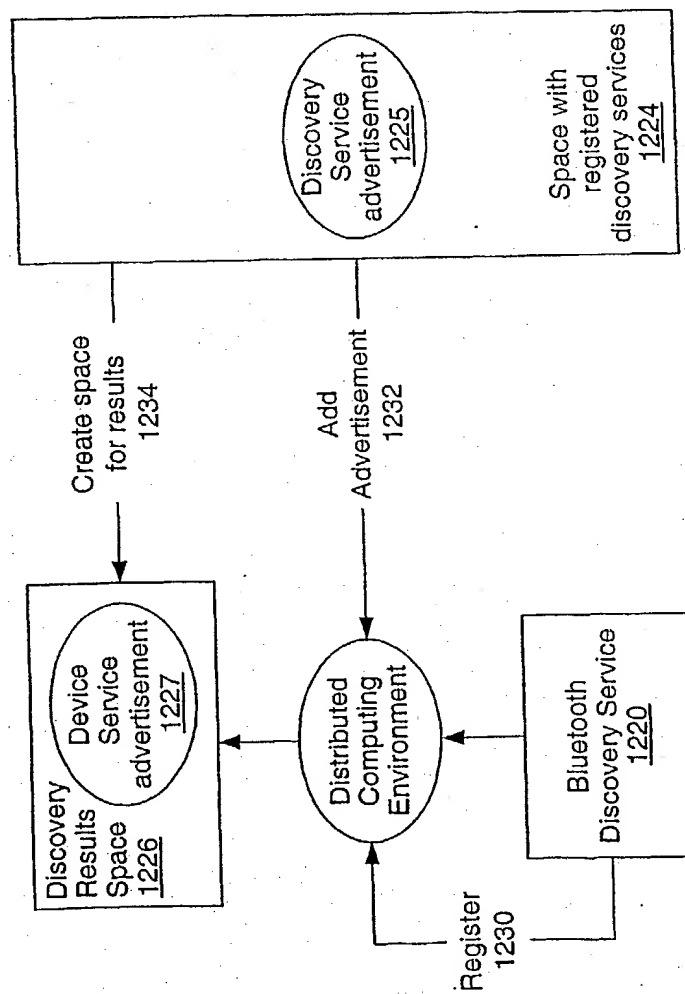 Discovery
Results
Space
1226
Device
Service
advertisement
1227
Create space
for results
1234
Discovery
Service
advertisement
1225
Space with
registered
discovery services
1224
Distributed
Computing
Environment
Add
Advertisement
1232
Register
1230
Bluetooth
Discovery Service
1220